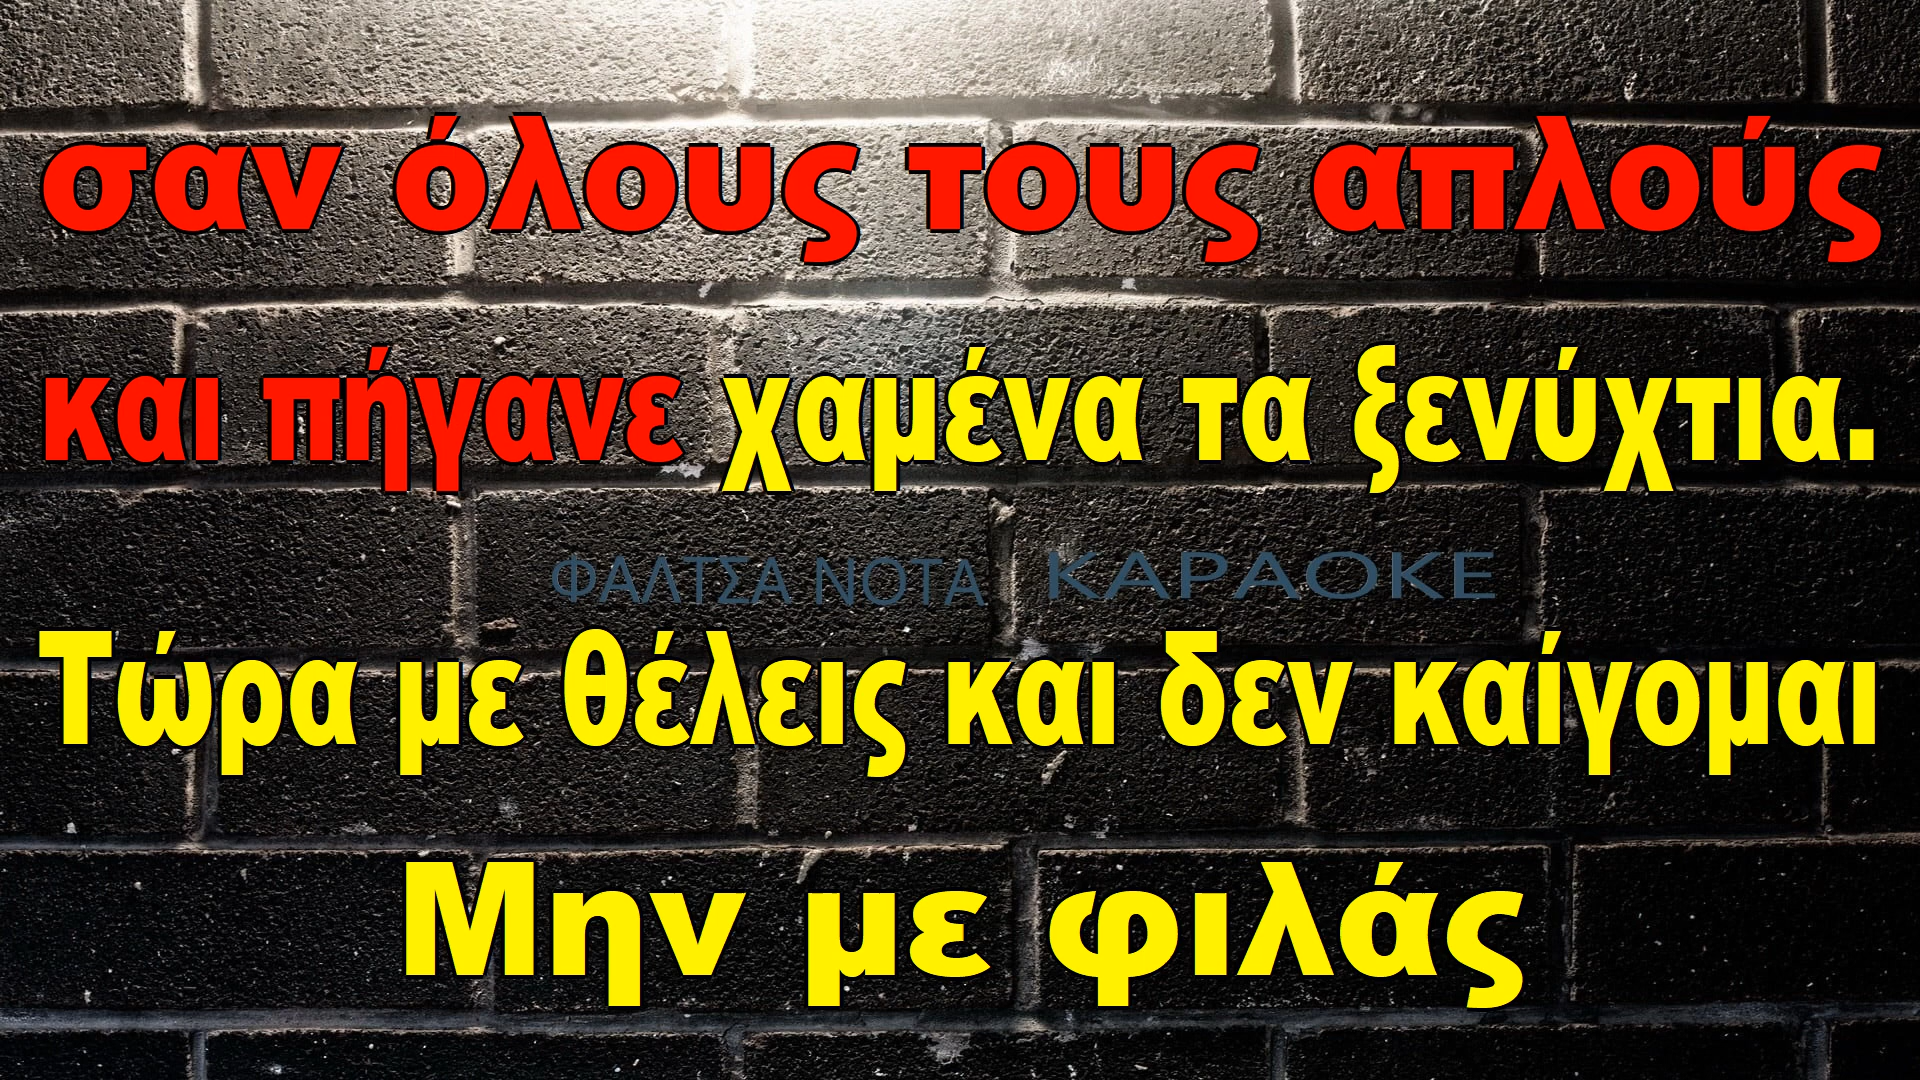 σαν όλους τους απλούς
και πήγανε χαμένα τα ξενύχτια.
ΦΑΛΤΣΑ ΝΟΤΑ ΚΑΡΑΟΚΕ
Τώρα με θέλεις και δεν καίγομαι
Μην με φιλάς